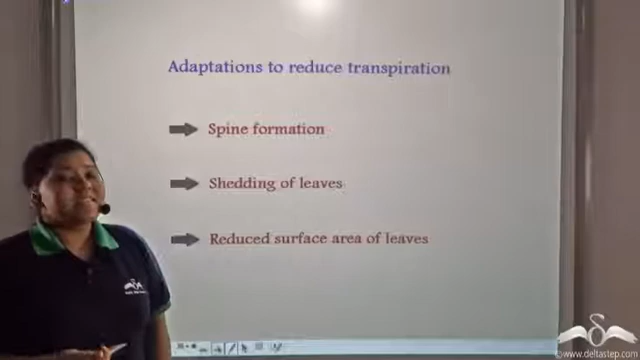 Adaptations to reduce transpiration
Spine formation
Shedding of leaves
Reduced surface area of leaves
©www.deltastep.com